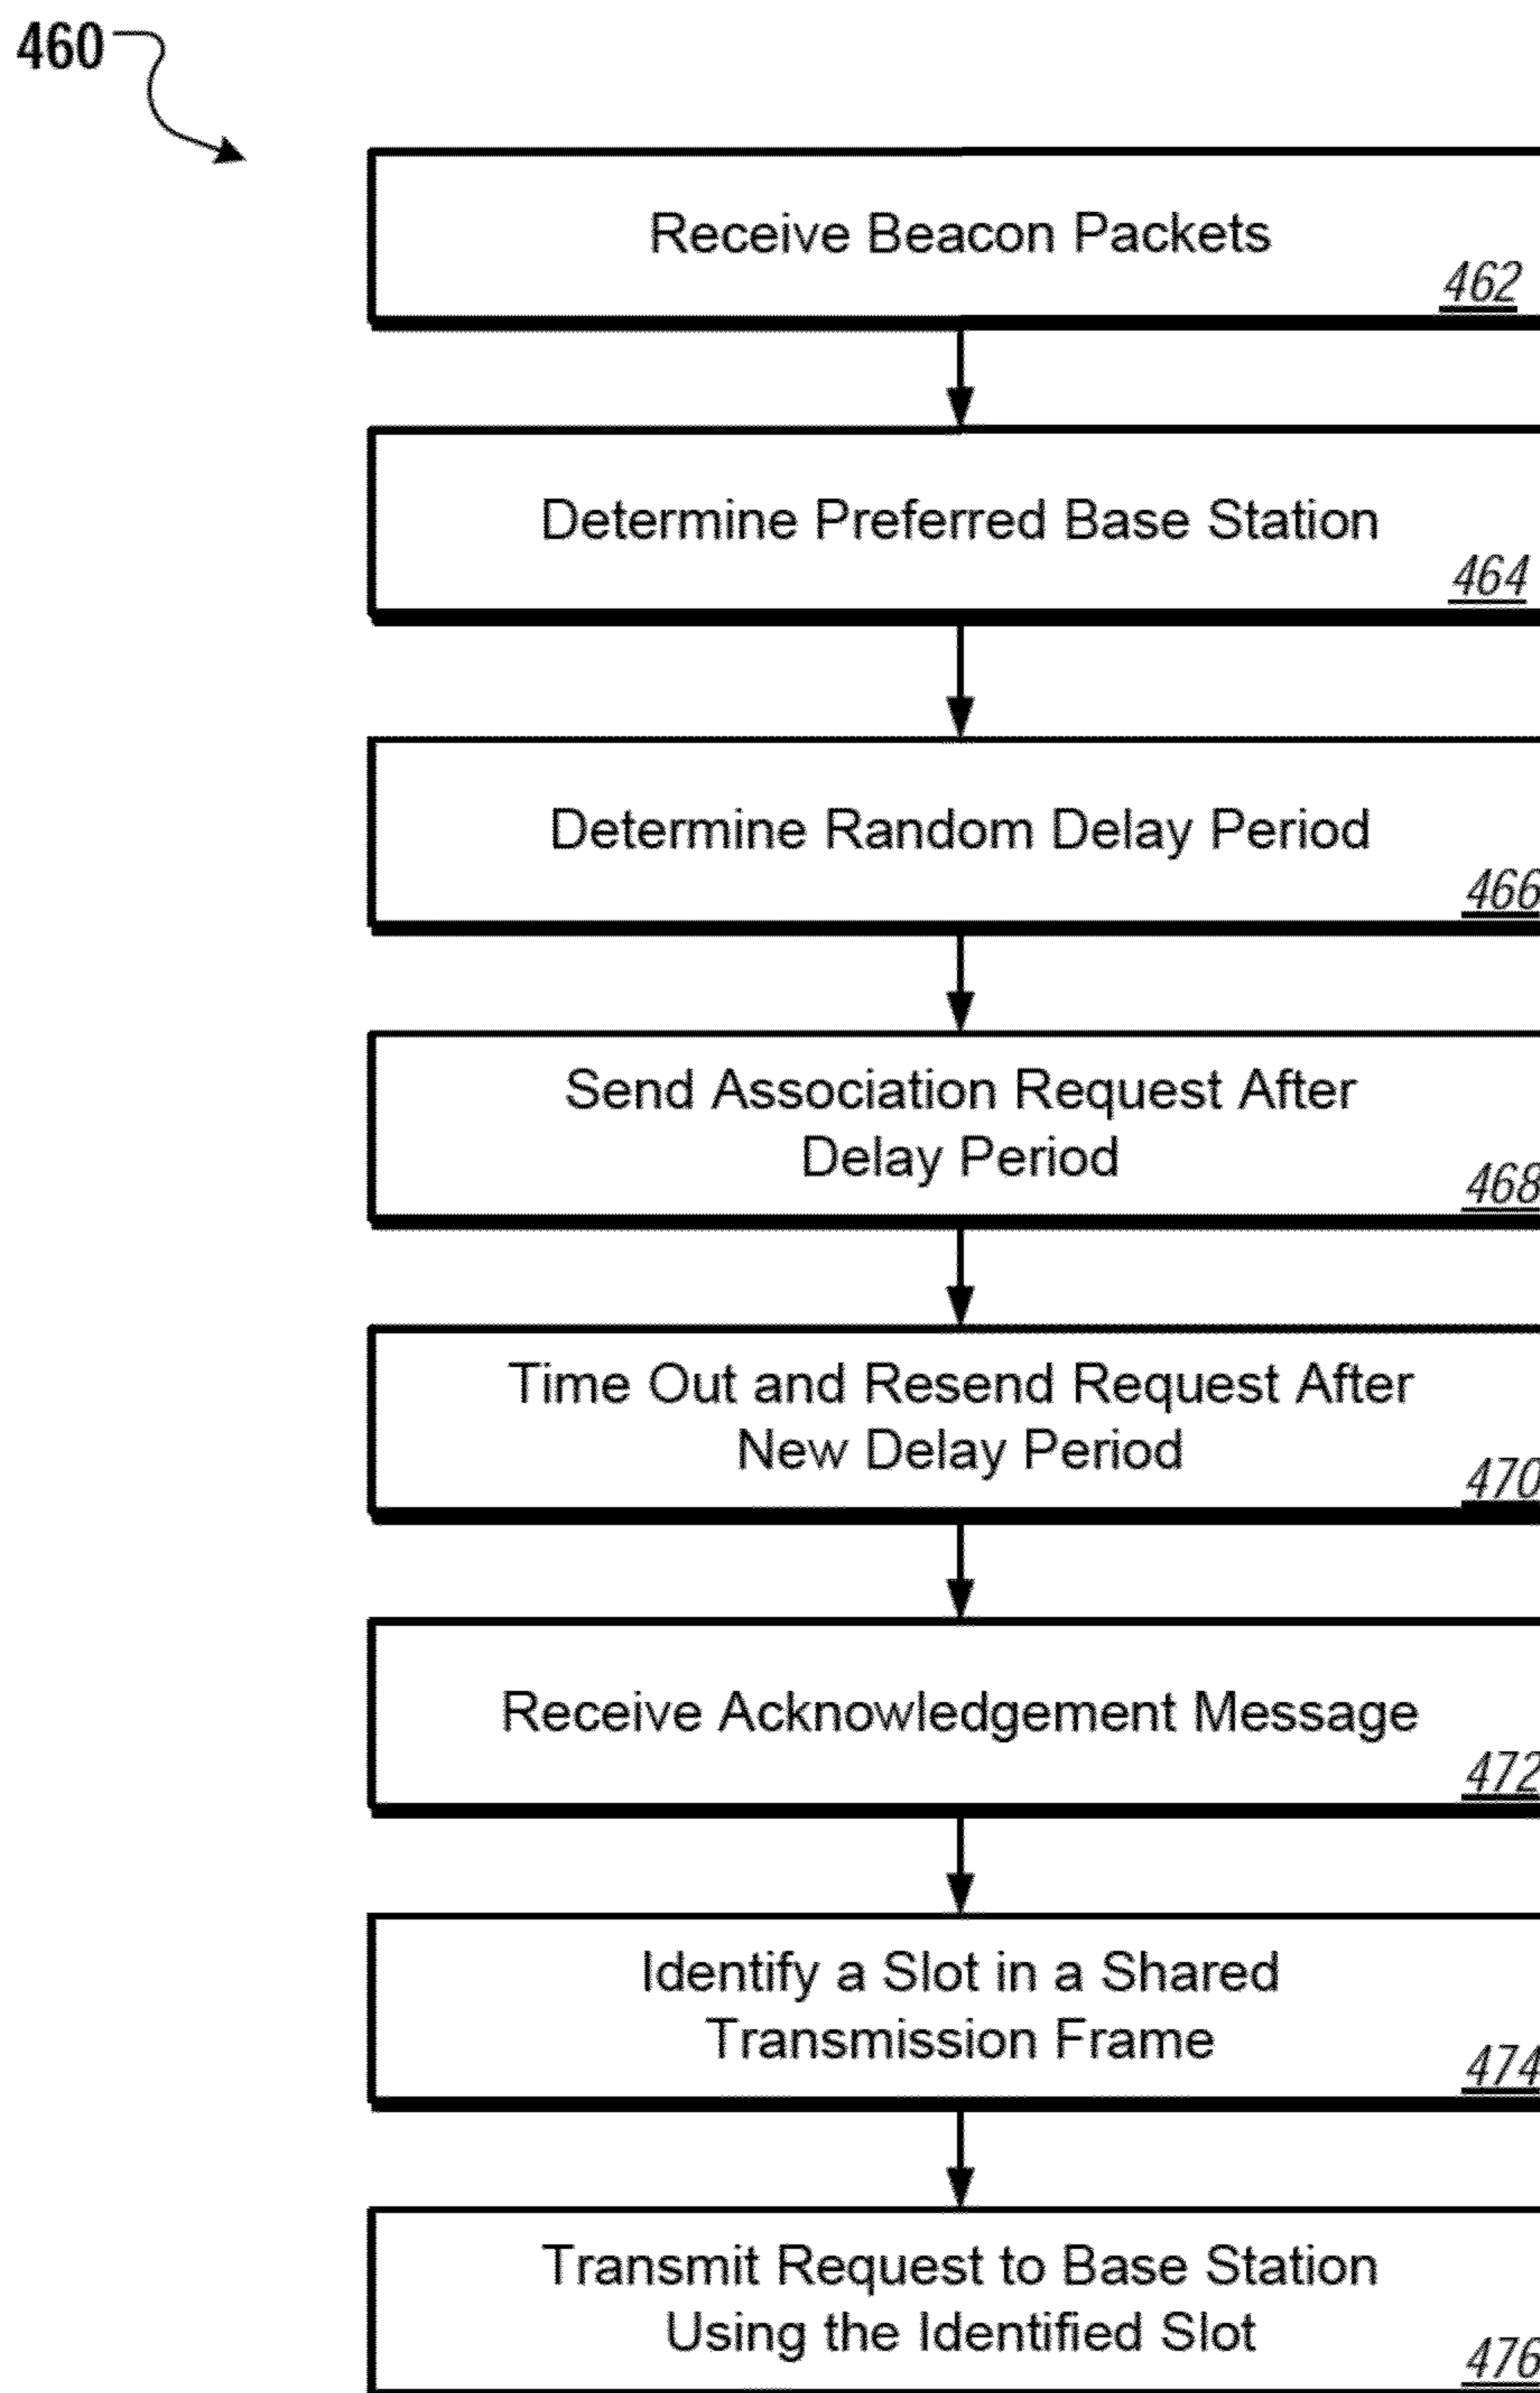 460
Receive Beacon Packets
462
Determine Preferred Base Station
464
Determine Random Delay Period
466
Send Association Request After
Delay Period
468
Time Out and Resend Request After
New Delay Period
470
Receive Acknowledgement Message
472
Identify a Slot in a Shared
Transmission Frame
474
Transmit Request to Base Station
Using the Identified Slot
476